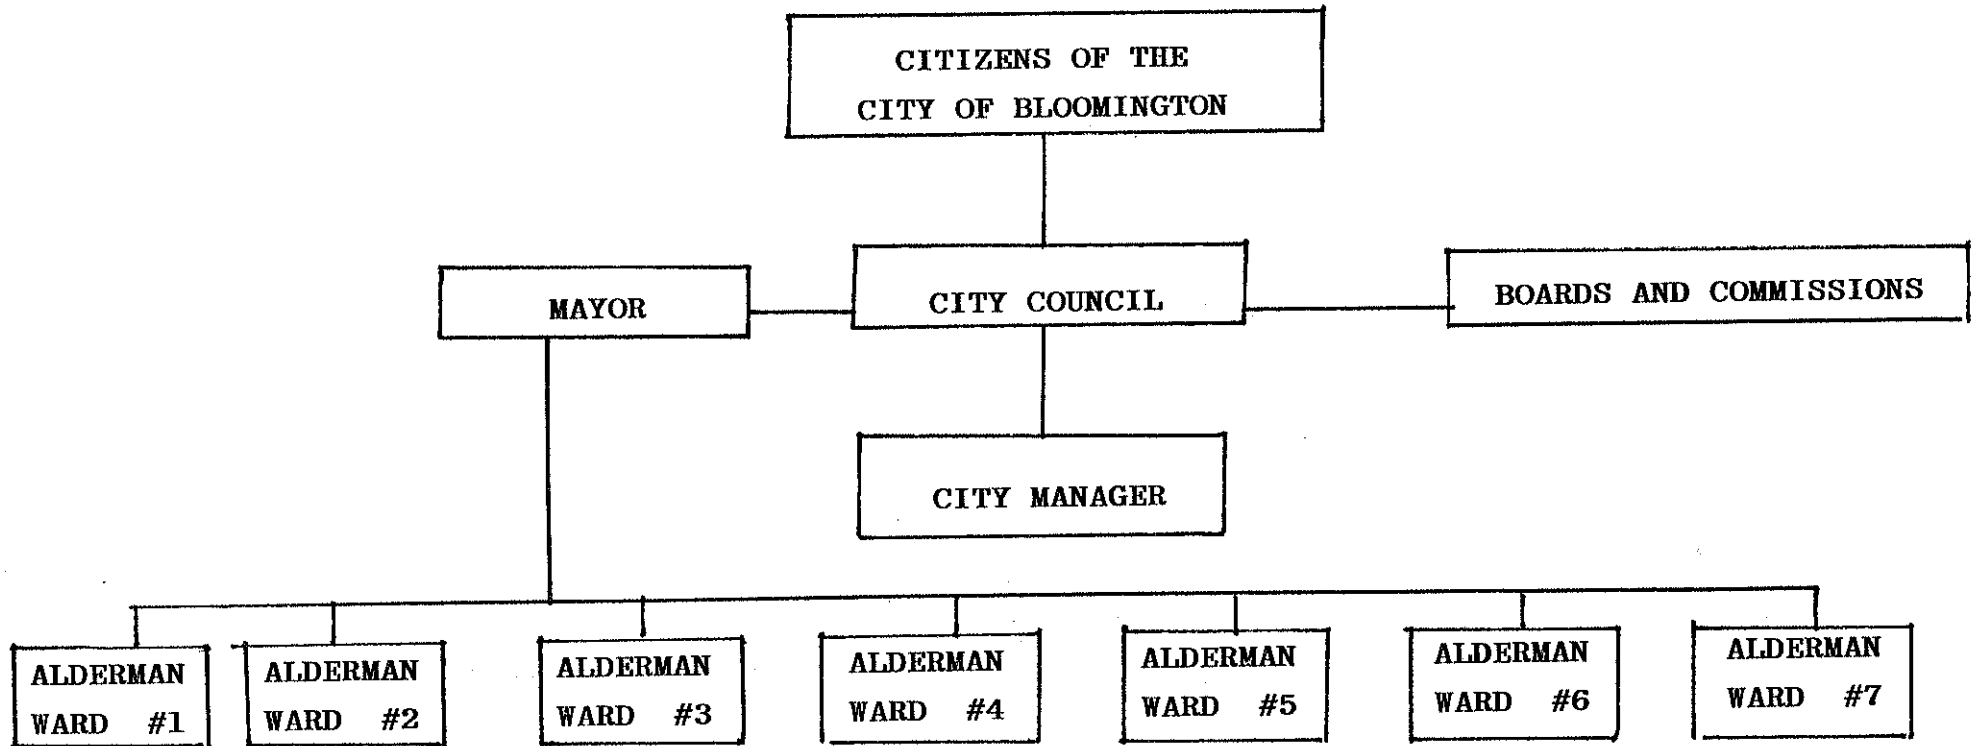 CITIZENS OF THE
CITY OF BLOOMINGTON
MAYOR
CITY COUNCIL
BOARDS AND COMMISSIONS
CITY MANAGER
ALDERMAN
WARD #1
ALDERMAN
WARD #2
ALDERMAN
WARD #3
ALDERMAN
WARD #4
ALDERMAN
WARD #5
ALDERMAN
WARD #6
ALDERMAN
WARD #7